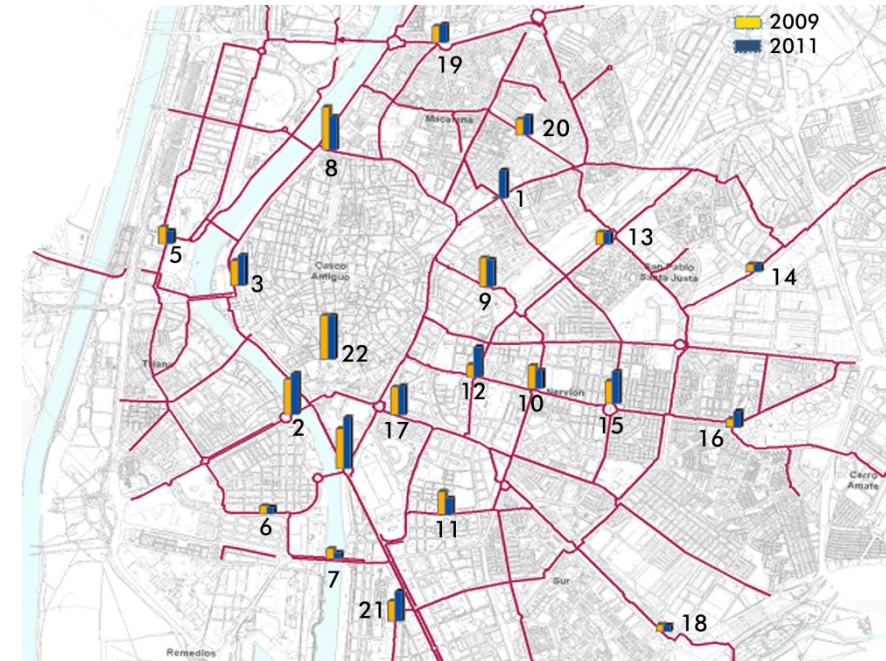 2009
2011
19
Macarena
20
8
1
5
13
3
Casco
Antiguo
9
San Pablo
Santa Justa
14
22
Triana
12
10
Nervion
15
2
17
16
Cerro
Amate
6
11
7
Sur
21
18
Remedios